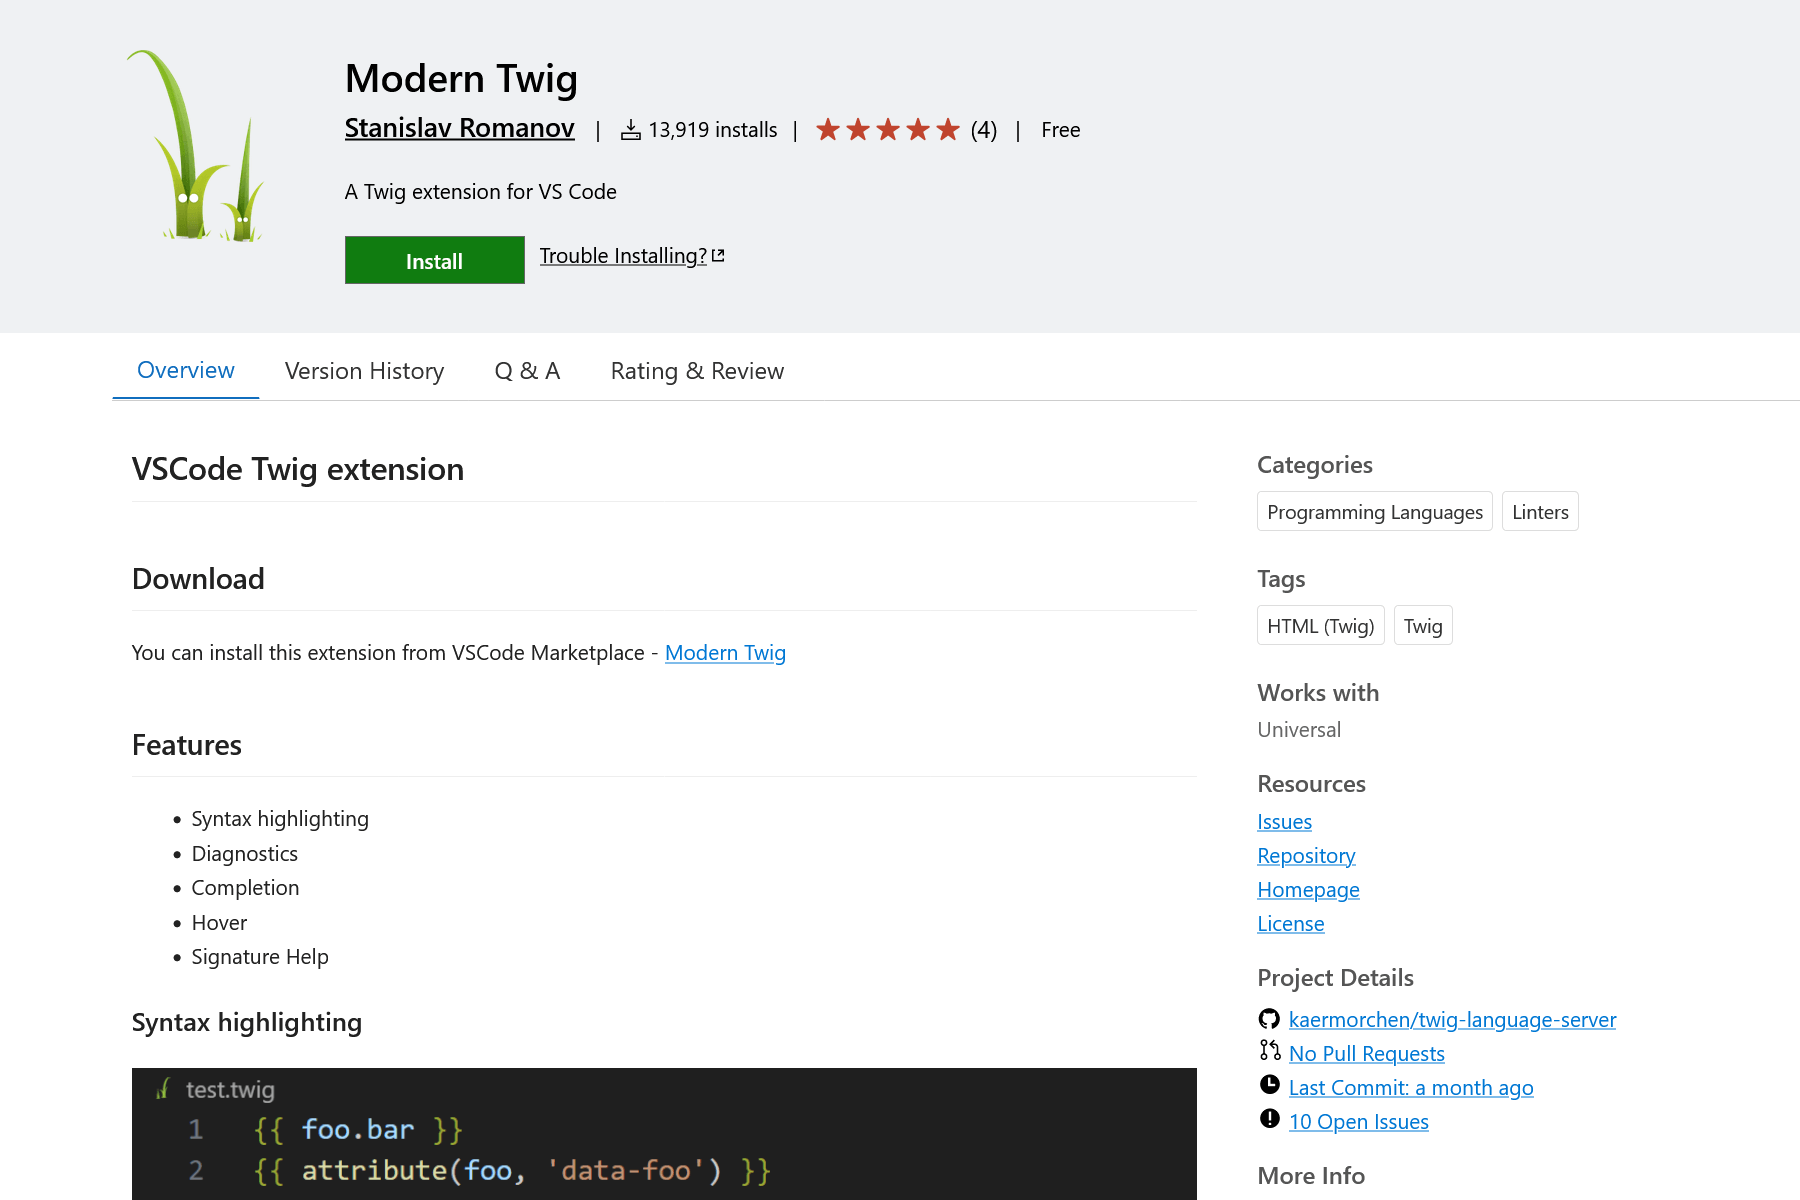 Modern Twig
Stanislav Romanov | 13,919 installs | (4) | Free
A Twig extension for VS Code
Install Trouble Installing?
Overview Version History Q & A Rating & Review
VSCode Twig extension
Download
You can install this extension from VSCode Marketplace - Modern Twig
Features
• Syntax highlighting
• Diagnostics
• Completion
• Hover
• Signature Help
Syntax highlighting
test.twig
1 {{ foo.bar }}
2 {{ attribute(foo, 'data-foo') }}
Categories
Programming Languages Linters
Tags
HTML (Twig) Twig
Works with
Universal
Resources
Issues
Repository
Homepage
License
Project Details
kaermorchen/twig-language-server
No Pull Requests
Last Commit: a month ago
10 Open Issues
More Info